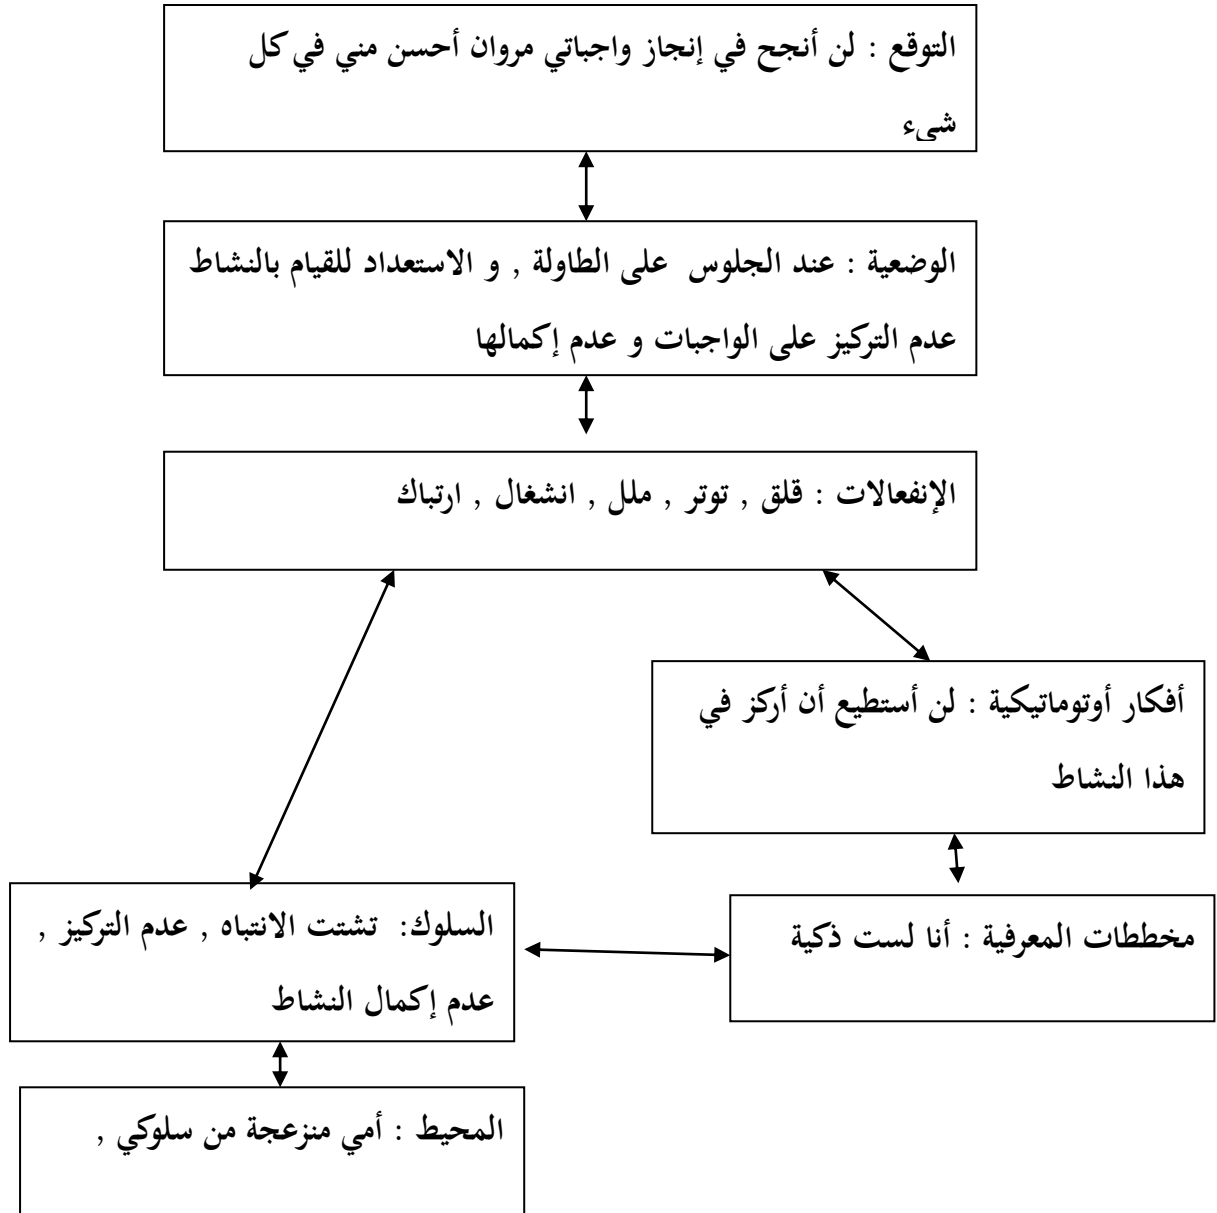 التوقع : لن أنجح في إنجاز واجباتي مروان أحسن مني في كل
شيء
الوضعية : عند الجلوس على الطاولة , و الاستعداد للقيام بالنشاط
عدم التركيز على الواجبات و عدم إكمالها
الإنفعالات : قلق , توتر , ملل , انشغال , ارتباك
أفكار أوتوماتيكية : لن أستطيع أن أركز في
هذا النشاط
مخططات المعرفية : أنا لست ذكية
السلوك: تشتت الانتباه , عدم التركيز ,
عدم إكمال النشاط
المحيط : أمي منزعجة من سلوكي ,